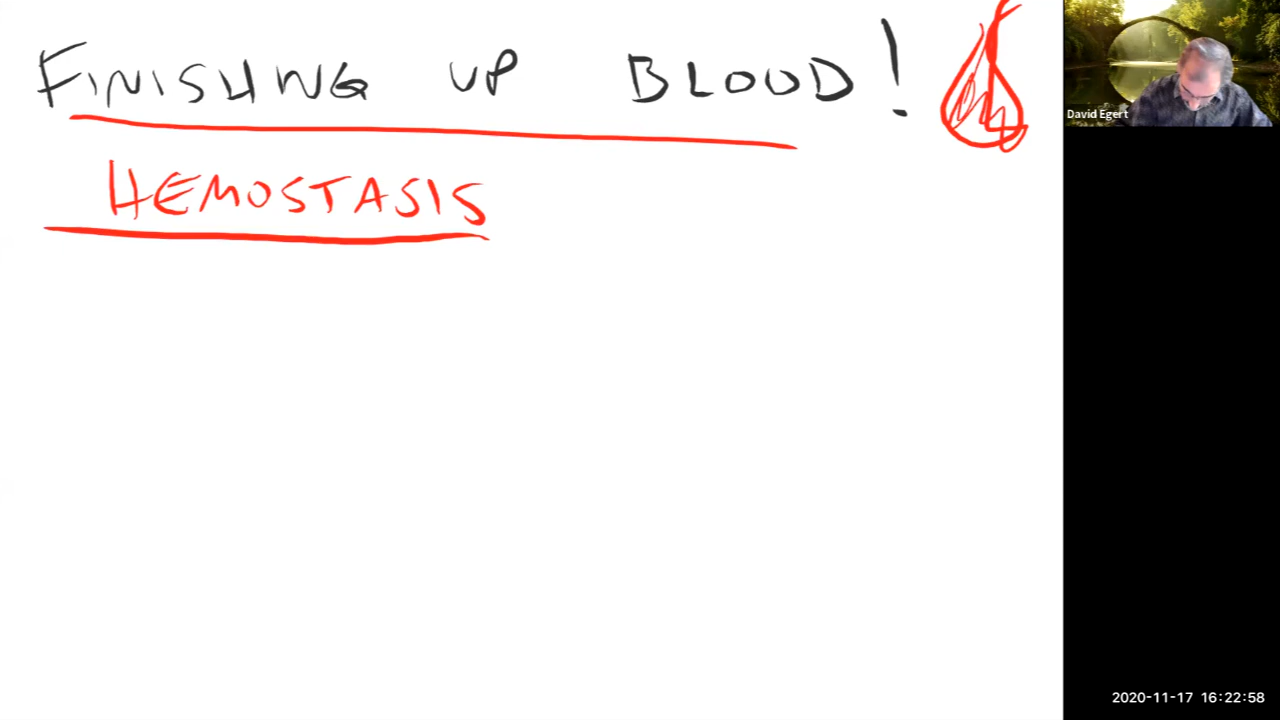 FINISHING UP BLOOD!
HEMOSTASIS
David Egert
2020-11-17 16:22:58